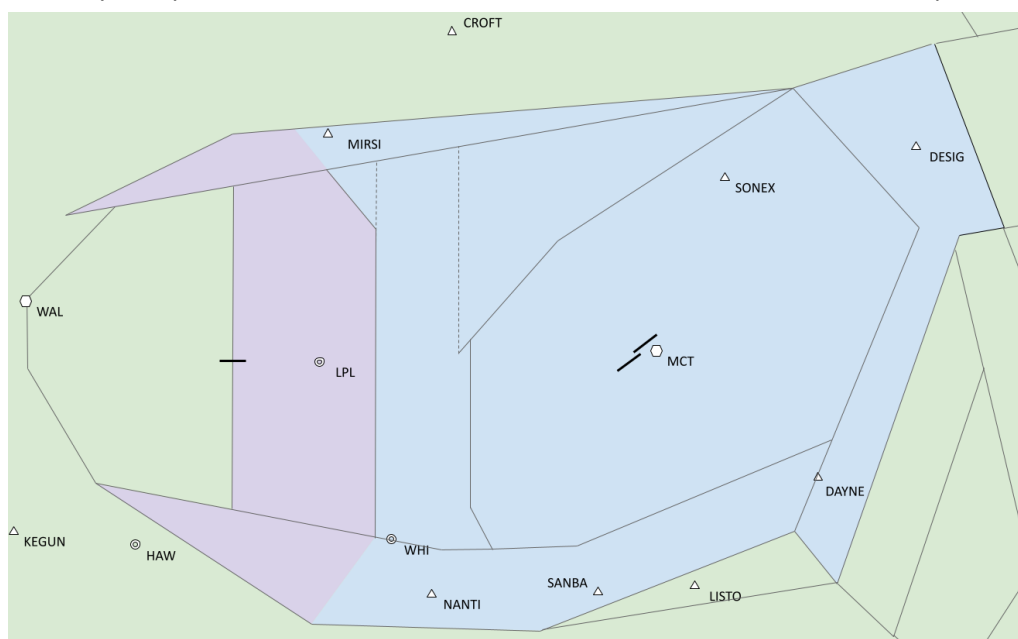 CROFT
MIRSI
DESIG
SONEX
WAL
MCT
LPL
DAYNE
KEGUN
HAW
WHI
SANBA
LISTO
NANTI